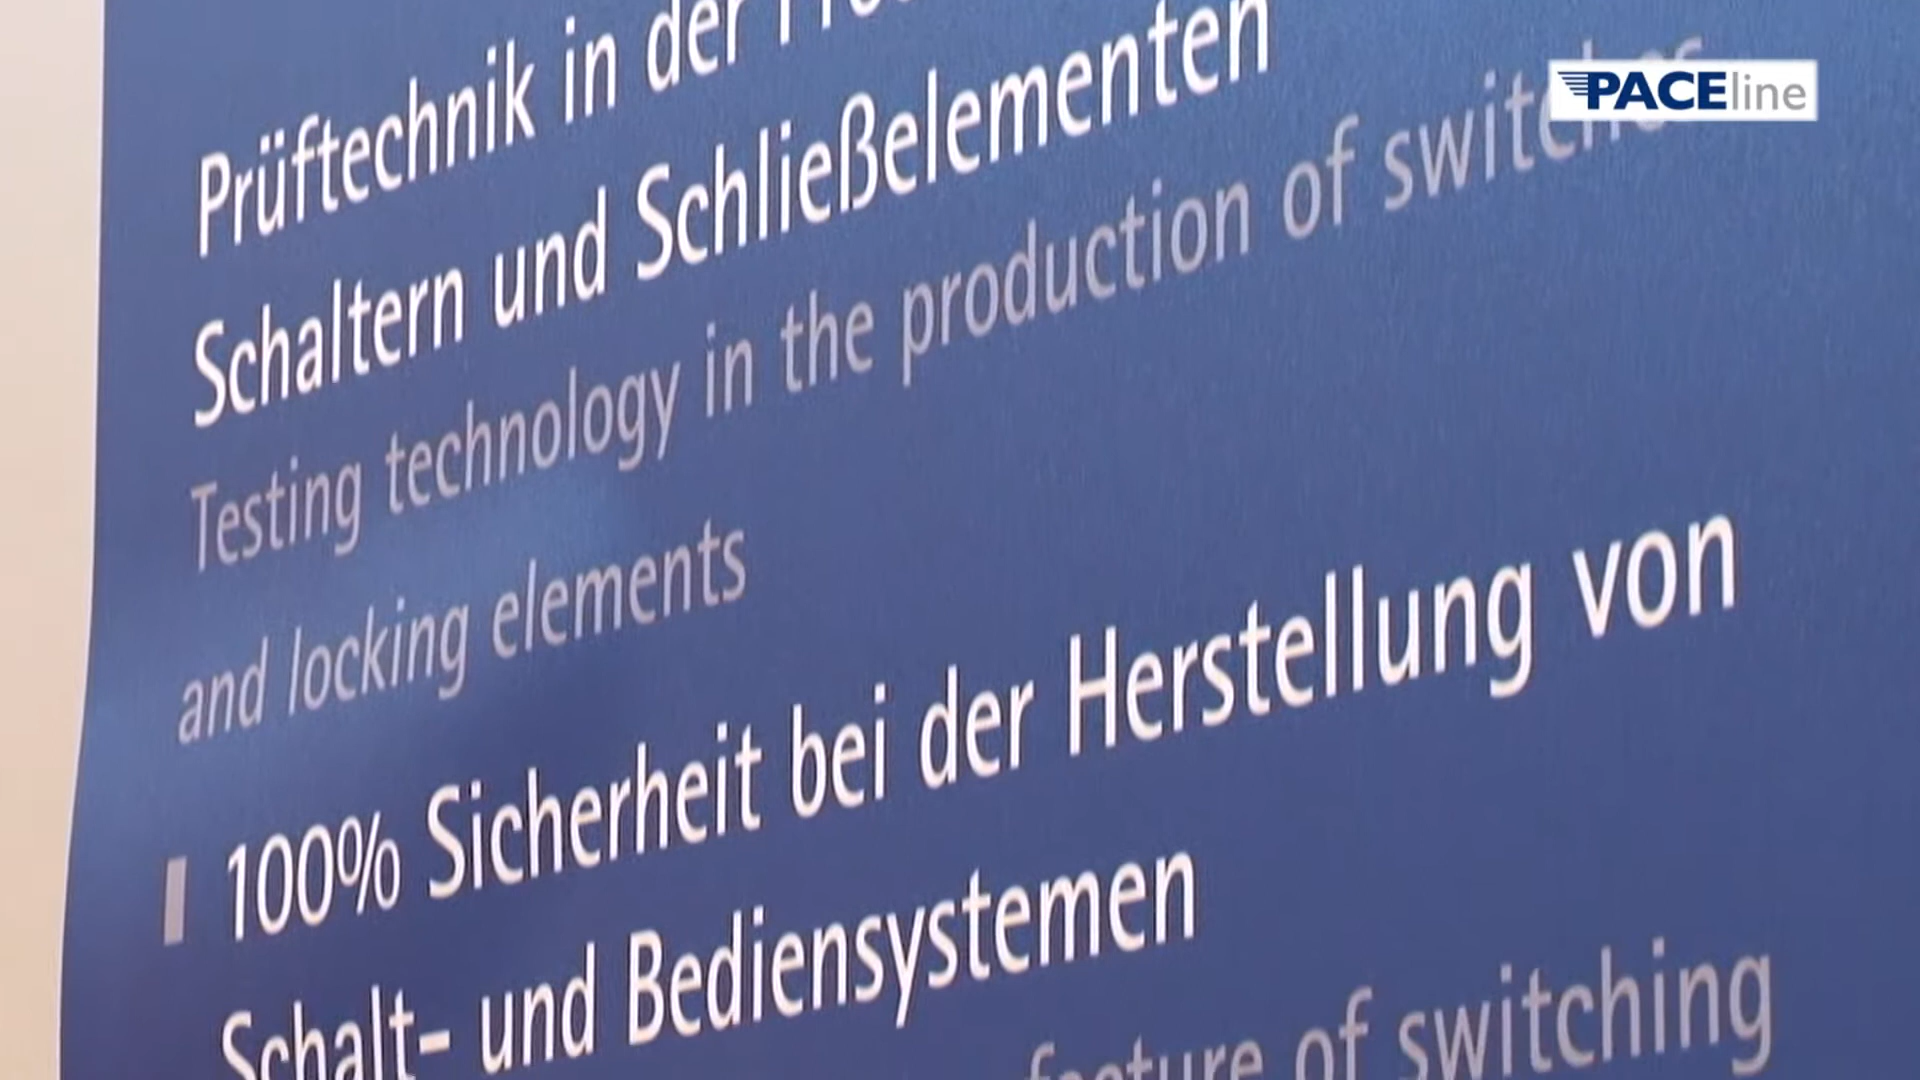 Prüftechnik in der
Schaltern und Schließelementen
Testing technology in the production of switches
and locking elements
100% Sicherheit bei der Herstellung von
Schalt- und Bediensystemen
of switching
PACEline